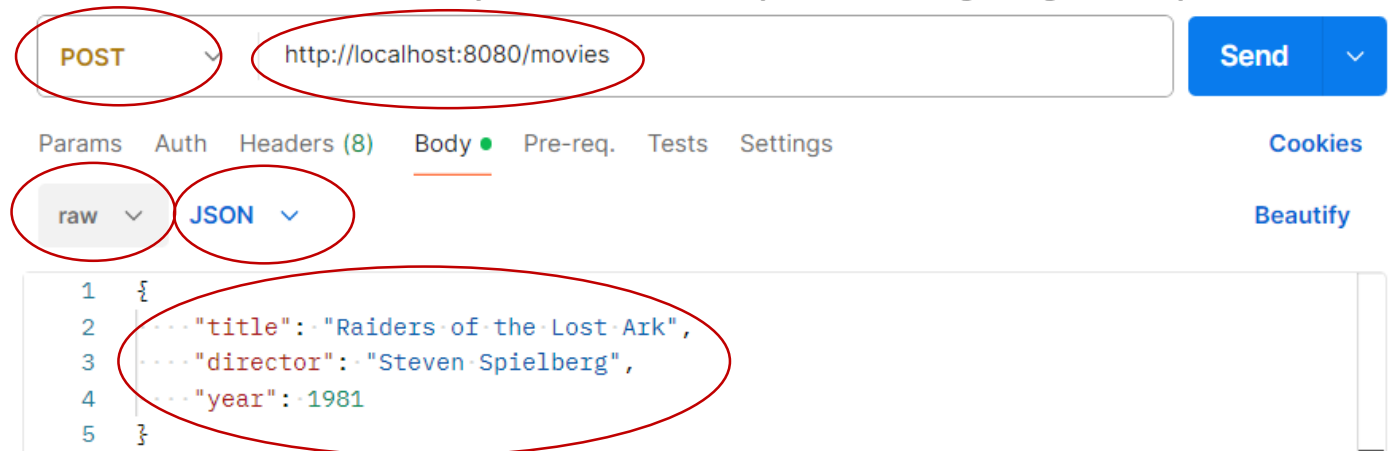 POST http://localhost:8080/movies Send
Params Auth Headers (8) Body Pre-req. Tests Settings Cookies
raw JSON Beautify
1 {
2 "title": "Raiders of the Lost Ark",
3 "director": "Steven Spielberg",
4 "year": 1981
5 }